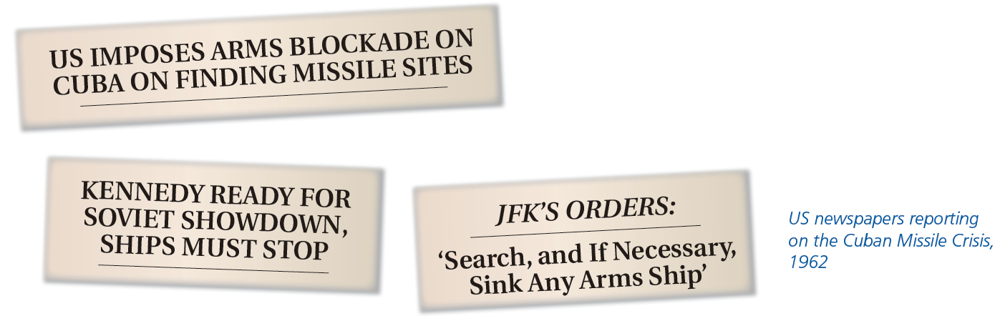 US IMPOSES ARMS BLOCKADE ON
CUBA ON FINDING MISSILE SITES
KENNEDY READY FOR
SOVIET SHOWDOWN,
SHIPS MUST STOP
JFK’S ORDERS:
‘Search, and If Necessary,
Sink Any Arms Ship’
US newspapers reporting
on the Cuban Missile Crisis,
1962